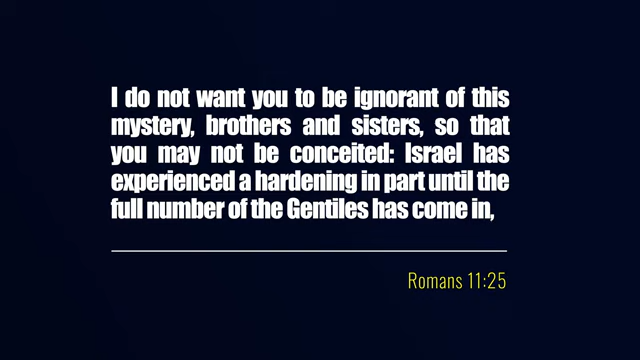 I do not want you to be ignorant of this
mystery, brothers and sisters, so that
you may not be conceited: Israel has
experienced a hardening in part until the
full number of the Gentiles has come in,
Romans 11:25